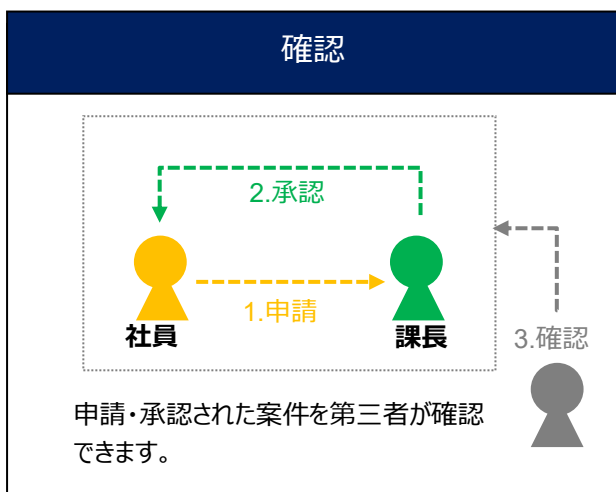 確認
2.承認
1.申請
社員
課長
3.確認
申請・承認された案件を第三者が確認
できます。